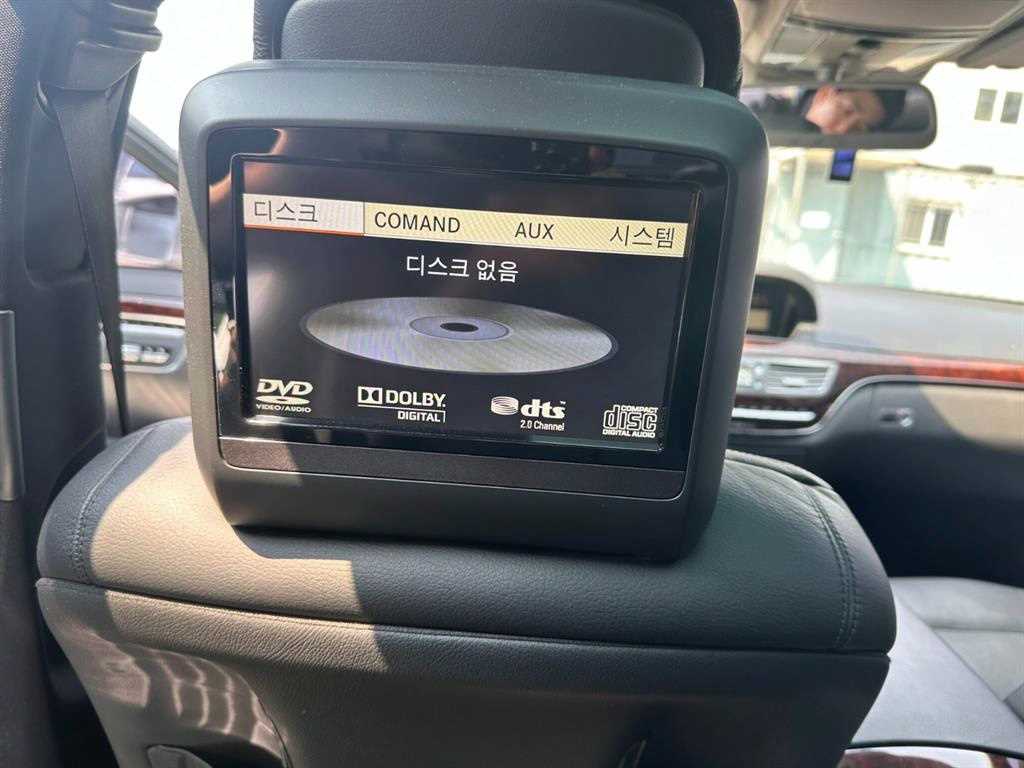 디스크 COMAND AUX 시스템
디스크 없음
DVD
VIDEO/AUDIO
DOLBY
DIGITAL
dts™
2.0 Channel
COMPACT
disc
DIGITAL AUDIO